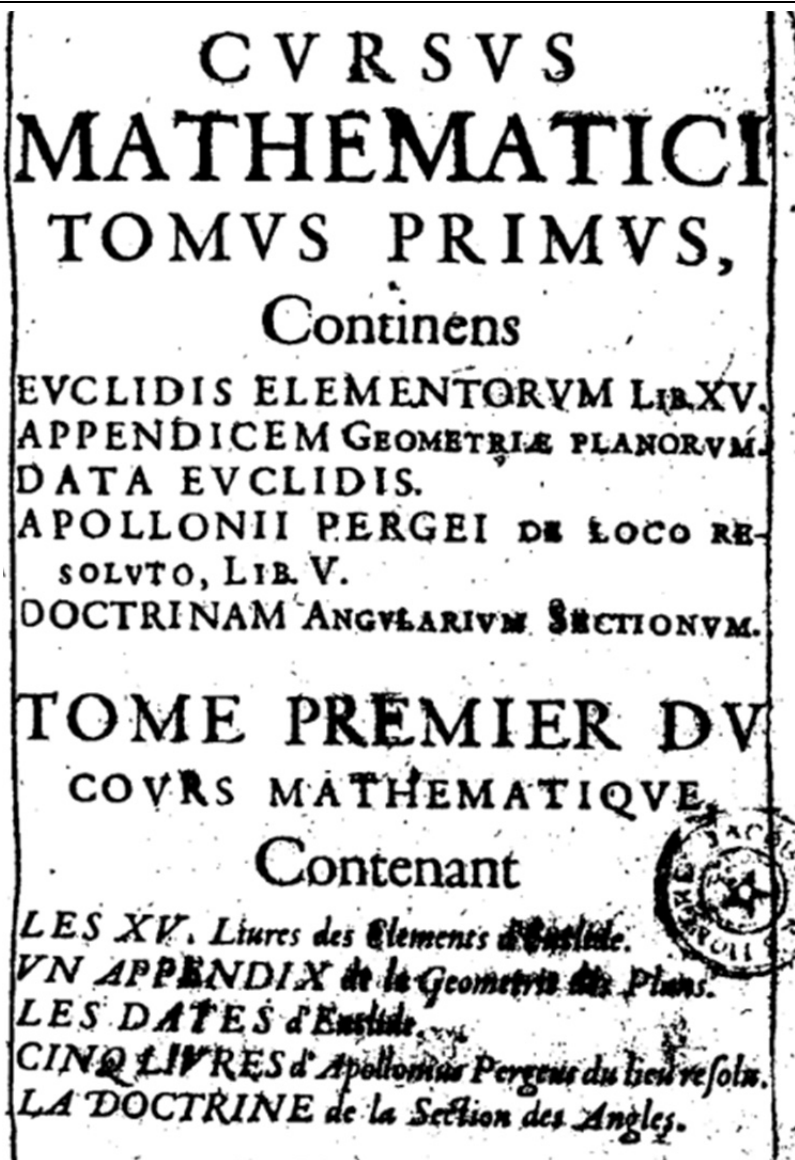 CVRSVS
MATHEMATICI
TOMVS PRIMVS,
Continens
EVCLIDIS ELEMENTORVM LIB. XV.
APPENDICEM GEOMETRIÆ PLANORVM.
DATA EVCLIDIS.
APOLLONII PERGEI DE LOCO RE-
SOLVTO, LIB. V.
DOCTRINAM ANGVLARIVM SECTIONVM.
TOME PREMIER DV
COVRS MATHEMATIQVE,
Contenant
LES XV. Liures des Elements d'Euclide.
VN APPENDIX de la Geometrie des Plans.
LES DATES d'Euclide.
CINQ LIVRES d'Apollonius Pergeus du lieu resolu.
LA DOCTRINE de la Section des Angles.